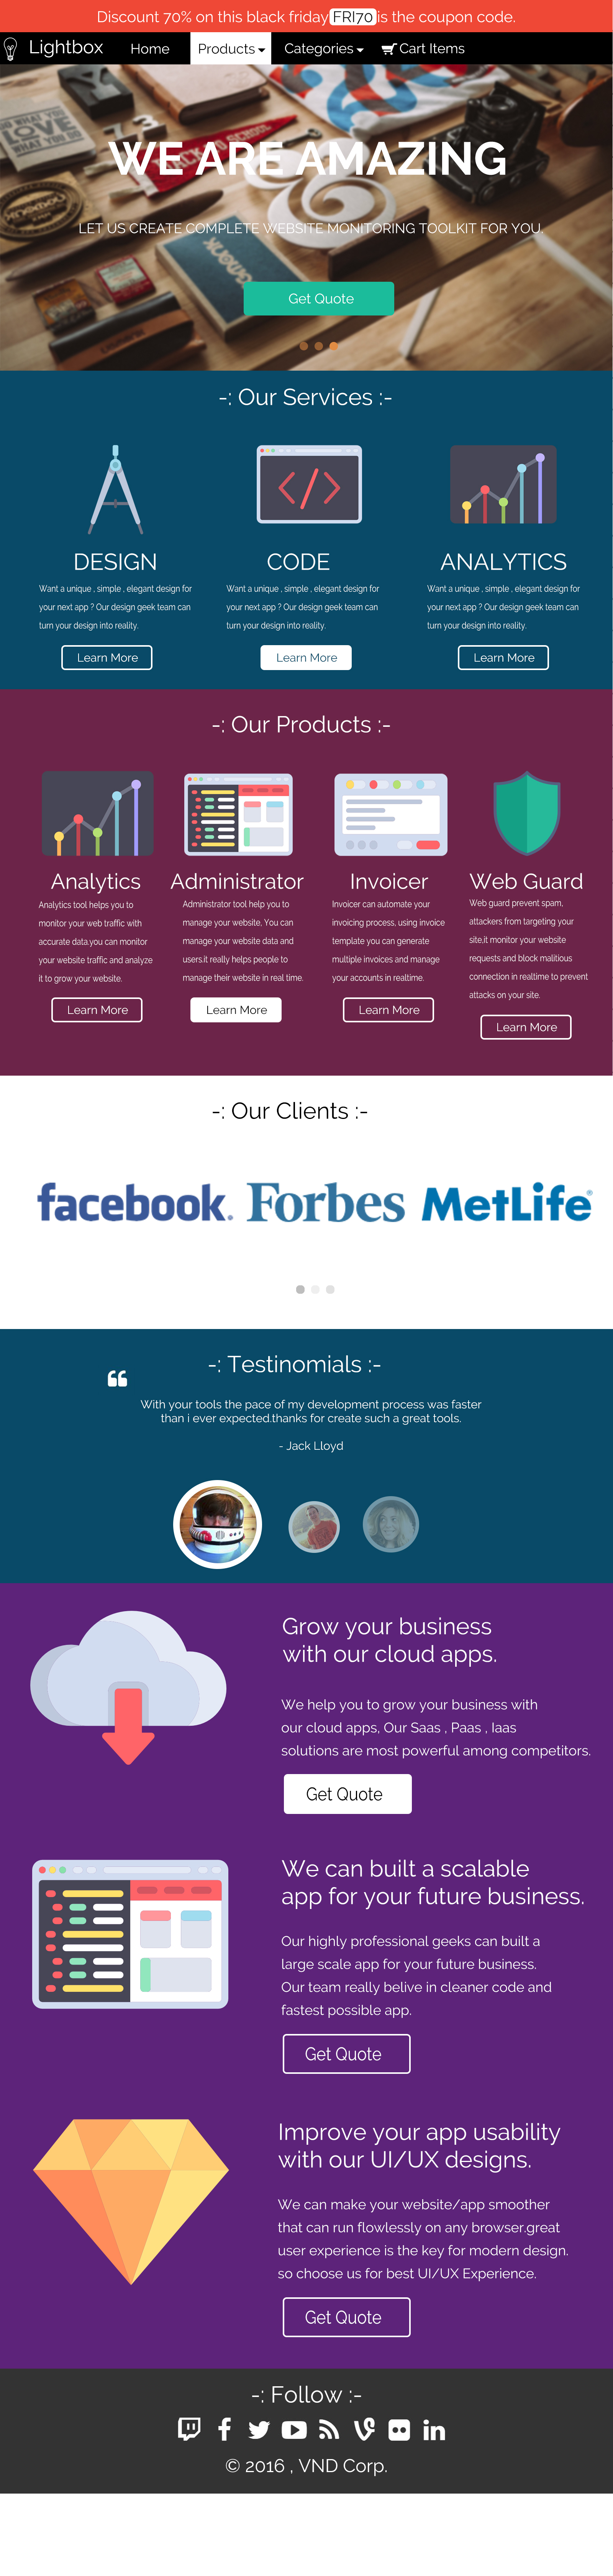 Discount 70% on this black friday FRI70 is the coupon code.
Lightbox Home Products Categories Cart Items
WE ARE AMAZING
LET US CREATE COMPLETE WEBSITE MONITORING TOOLKIT FOR YOU.
Get Quote
-: Our Services :-
DESIGN
Want a unique , simple , elegant design for
your next app ? Our design geek team can
turn your design into reality.
Learn More
CODE
Want a unique , simple , elegant design for
your next app ? Our design geek team can
turn your design into reality.
Learn More
ANALYTICS
Want a unique , simple , elegant design for
your next app ? Our design geek team can
turn your design into reality.
Learn More
-: Our Products :-
Analytics
Analytics tool helps you to
monitor your web traffic with
accurate data.you can monitor
your website traffic and analyze
it to grow your website.
Learn More
Administrator
Administrator tool help you to
manage your website, You can
manage your website data and
users.it really helps people to
manage their website in real time.
Learn More
Invoicer
Invoicer can automate your
invoicing process, using invoice
template you can generate
multiple invoices and manage
your accounts in realtime.
Learn More
Web Guard
Web guard prevent spam,
attackers from targeting your
site,it monitor your website
requests and block malitious
connection in realtime to prevent
attacks on your site.
Learn More
-: Our Clients :-
facebook. Forbes MetLife®
-: Testinomials :-
With your tools the pace of my development process was faster
than i ever expected.thanks for create such a great tools.
- Jack Lloyd
Grow your business
with our cloud apps.
We help you to grow your business with
our cloud apps, Our Saas , Paas , Iaas
solutions are most powerful among competitors.
Get Quote
We can built a scalable
app for your future business.
Our highly professional geeks can built a
large scale app for your future business.
Our team really belive in cleaner code and
fastest possible app.
Get Quote
Improve your app usability
with our UI/UX designs.
We can make your website/app smoother
that can run flowlessly on any browser.great
user experience is the key for modern design.
so choose us for best UI/UX Experience.
Get Quote
-: Follow :-
© 2016 , VND Corp.